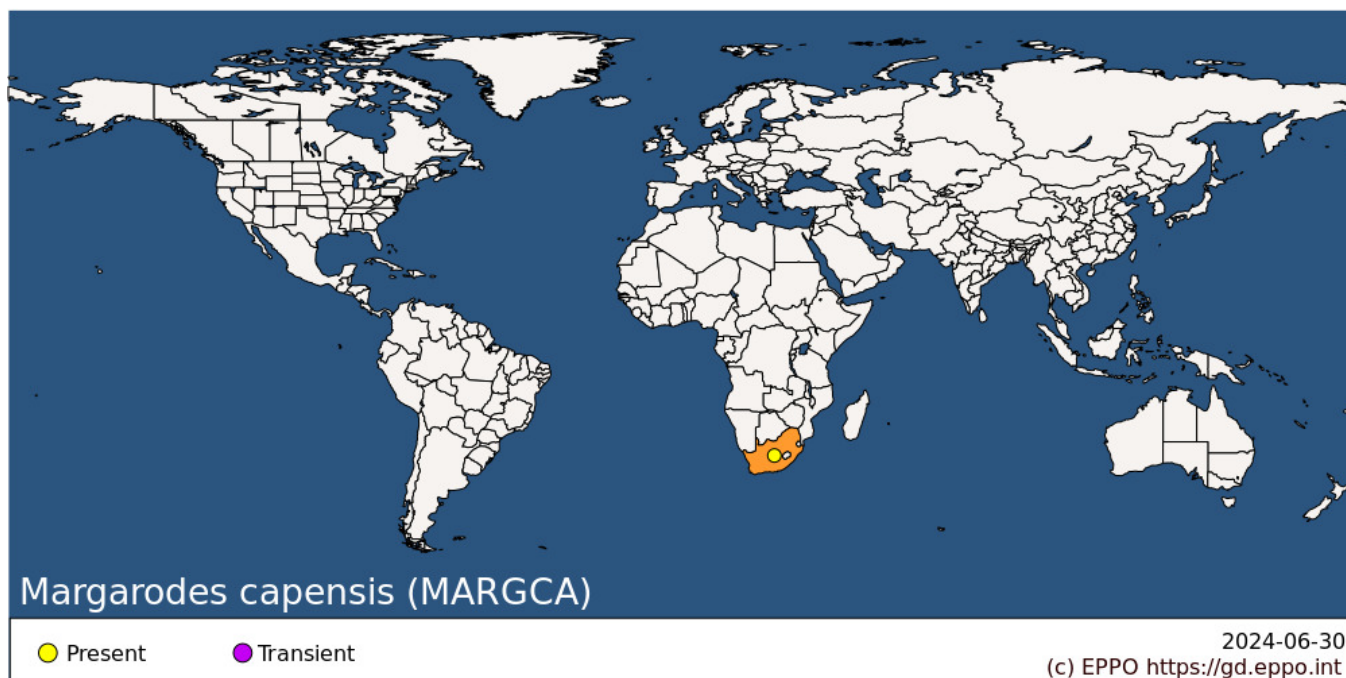 Margarodes capensis (MARGCA)
Present
Transient
2024-06-30
(c) EPPO https://gd.eppo.int